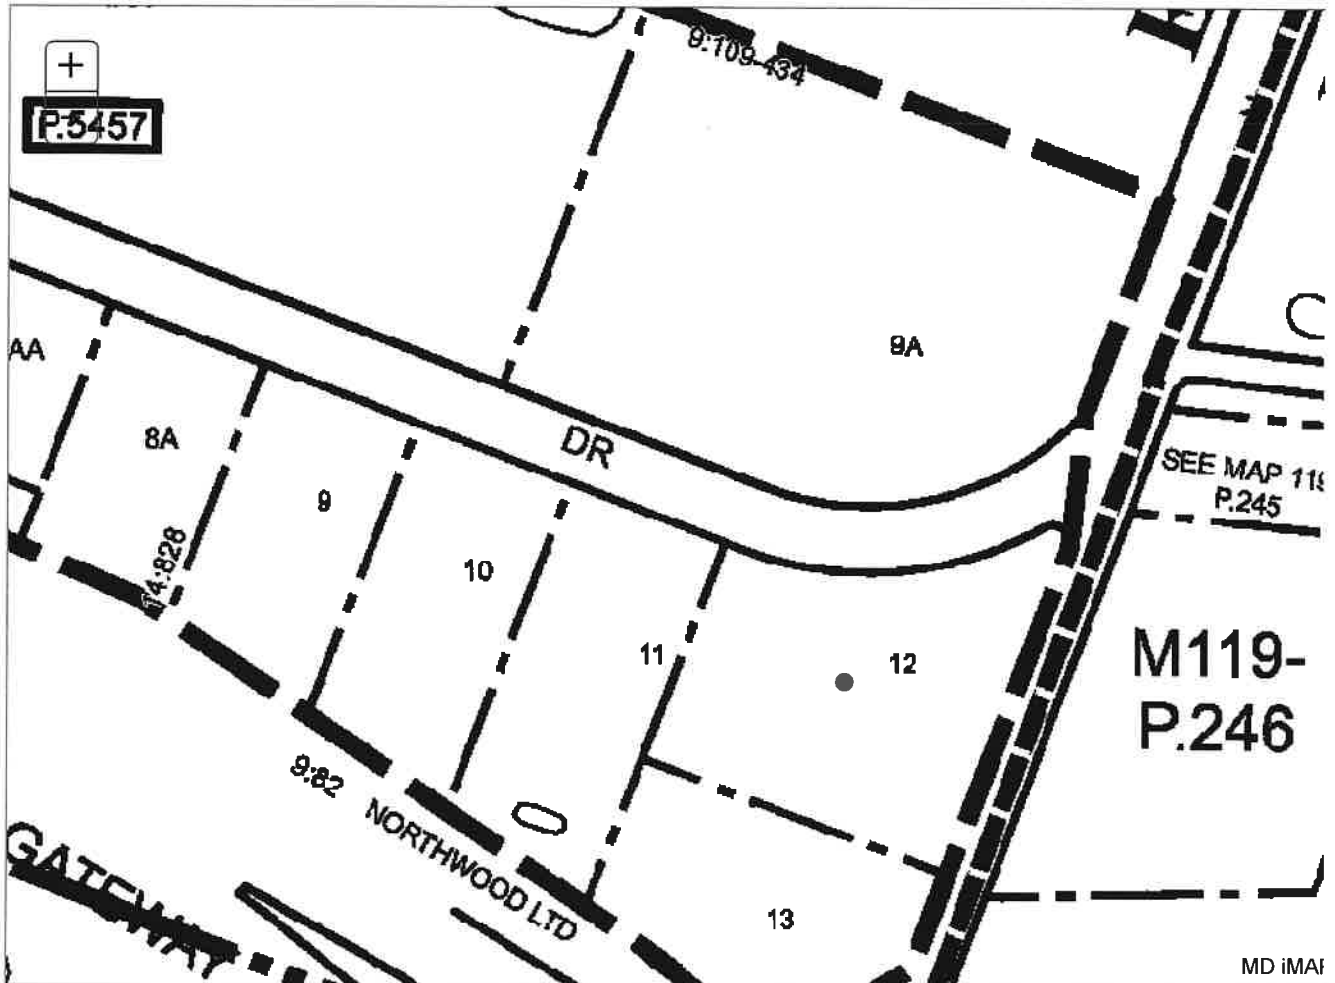 9:109-434
+
P.5457
9A
AA
8A
DR
SEE MAP 119
P.245
9
14:828
10
11
12
M119-
P.246
9:82
NORTHWOOD LTD
GATEWAY
13
MD iMAP